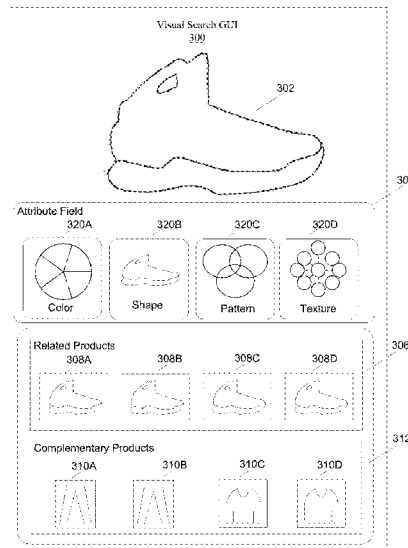 Visual Search GUI
300
302
30
Attribute Field
320A 320B 320C 320D
Color Shape Pattern Texture
Related Products
306
308A 308B 308C 308D
Complementary Products
312
310A 310B 310C 310D